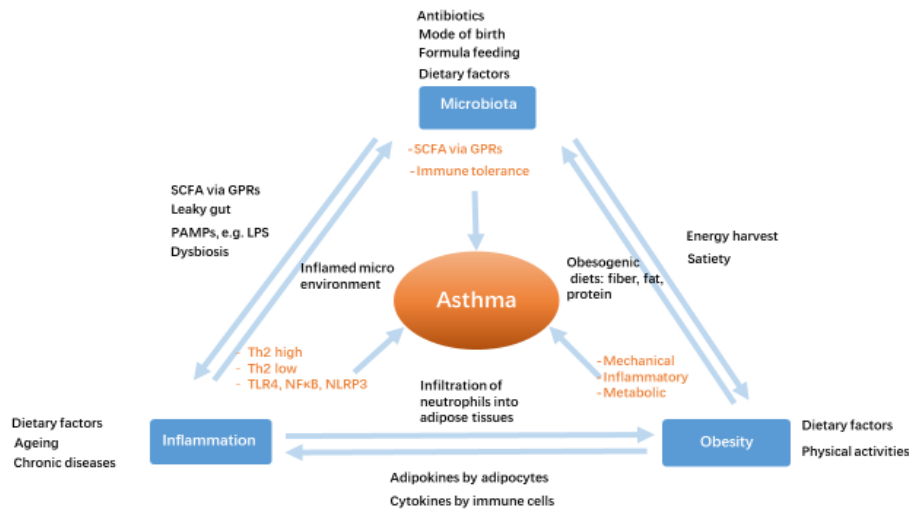 Antibiotics
Mode of birth
Formula feeding
Dietary factors
Microbiota
-SCFA via GPRs
-Immune tolerance
SCFA via GPRs
Leaky gut
PAMPs, e.g. LPS
Dysbiosis
Energy harvest
Satiety
Inflamed micro
environment
Obesogenic
diets: fiber, fat,
protein
Asthma
- Th2 high
- Th2 low
- TLR4, NFκB, NLRP3
-Mechanical
-Inflammatory
-Metabolic
Infiltration of
neutrophils into
adipose tissues
Dietary factors
Ageing
Chronic diseases
Inflammation
Obesity
Dietary factors
Physical activities
Adipokines by adipocytes
Cytokines by immune cells